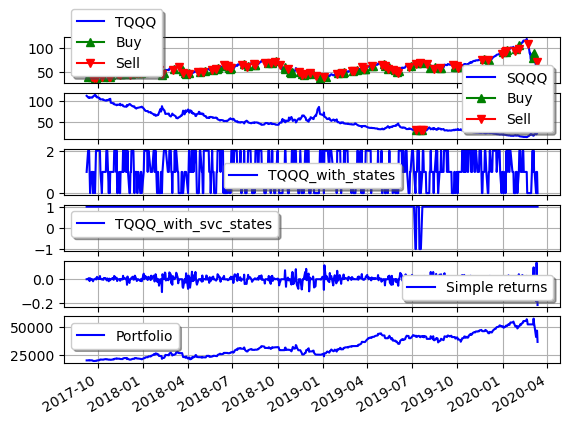 TQQQ
Buy
Sell
100
50
SQQQ
Buy
Sell
100
50
2
0
TQQQ_with_states
1
0
−1
TQQQ_with_svc_states
0.0
−0.2
Simple returns
50000
25000
Portfolio
2017-10 2018-01 2018-04 2018-07 2018-10 2019-01 2019-04 2019-07 2019-10 2020-01 2020-04